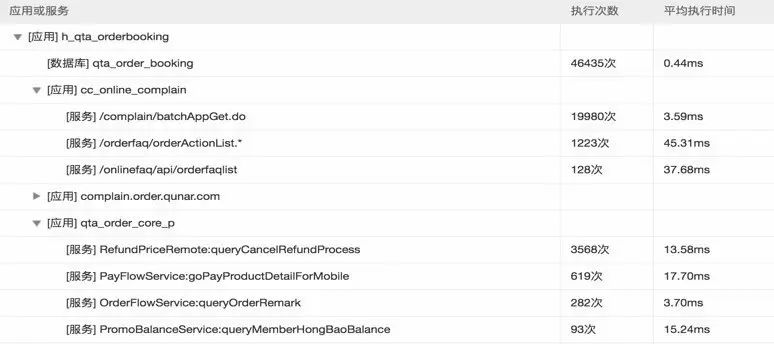 应用或服务 执行次数 平均执行时间
[应用] h_qta_orderbooking
[数据库] qta_order_booking 46435次 0.44ms
[应用] cc_online_complain
[服务] /complain/batchAppGet.do 19980次 3.59ms
[服务] /orderfaq/orderActionList.* 1223次 45.31ms
[服务] /onlinefaq/api/orderfaqlist 128次 37.68ms
[应用] complain.order.qunar.com
[应用] qta_order_core_p
[服务] RefundPriceRemote:queryCancelRefundProcess 3568次 13.58ms
[服务] PayFlowService:goPayProductDetailForMobile 619次 17.70ms
[服务] OrderFlowService:queryOrderRemark 282次 3.70ms
[服务] PromoBalanceService:queryMemberHongBaoBalance 93次 15.24ms